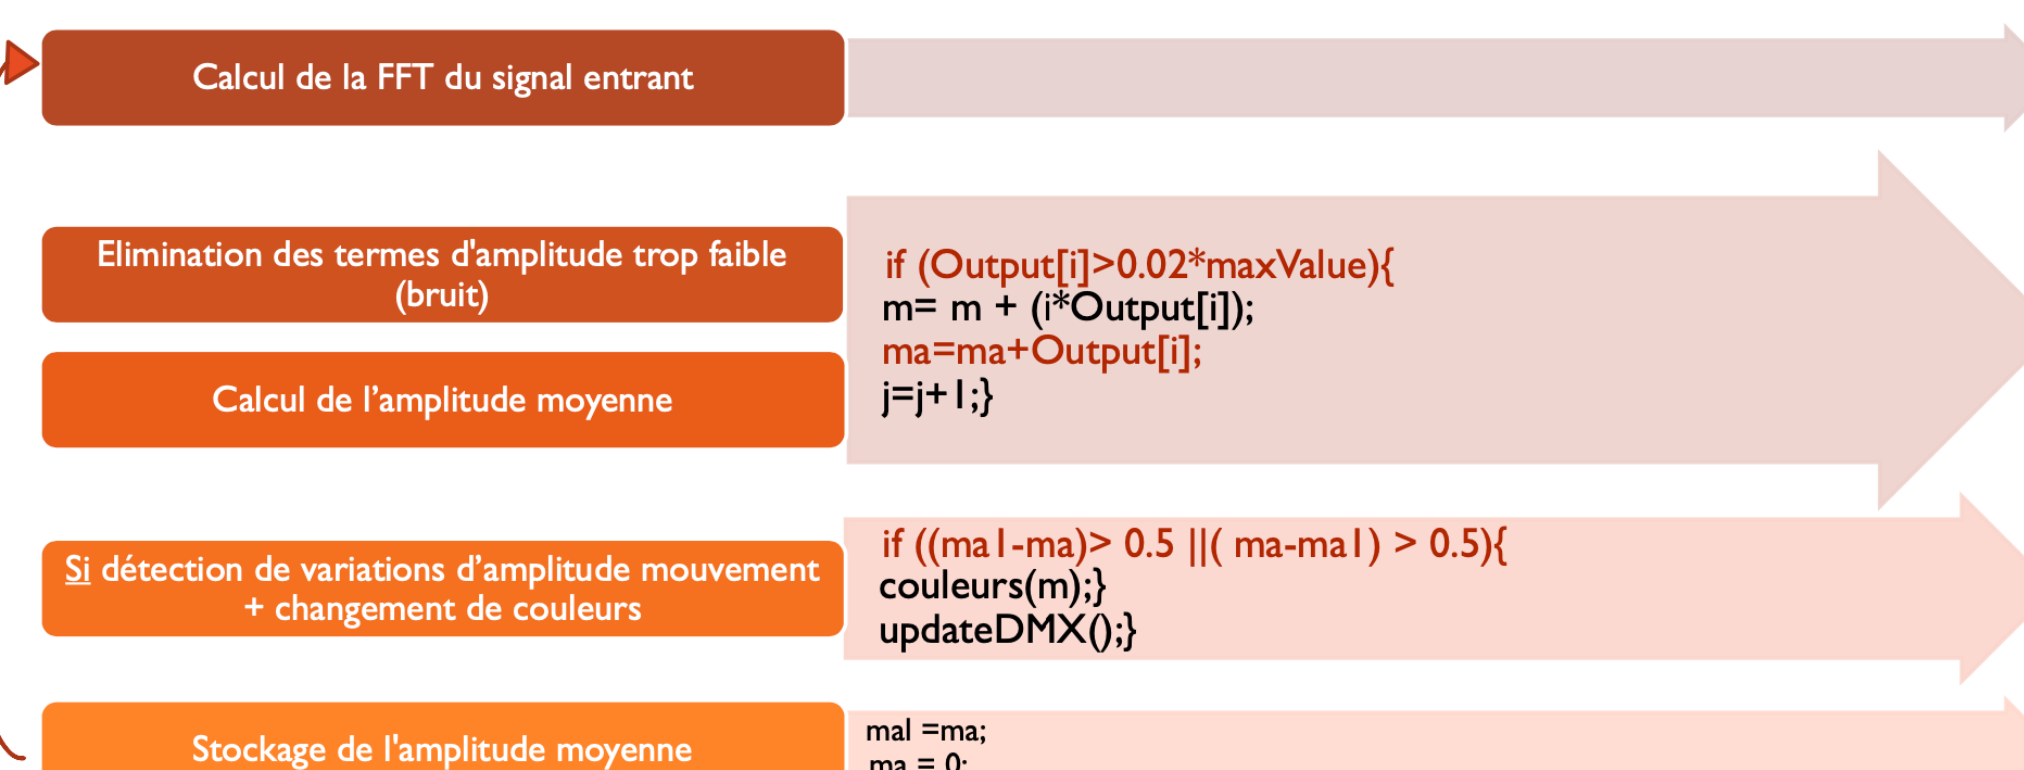 Calcul de la FFT du signal entrant
Elimination des termes d'amplitude trop faible
(bruit)
if (Output[i]>0.02*maxValue){
m= m + (i*Output[i]);
ma=ma+Output[i];
j=j+1;}
Calcul de l’amplitude moyenne
Si détection de variations d’amplitude mouvement
+ changement de couleurs
if ((ma1-ma)> 0.5 ||( ma-ma1) > 0.5){
couleurs(m);}
updateDMX();}
Stockage de l'amplitude moyenne
mal =ma;
ma = 0;